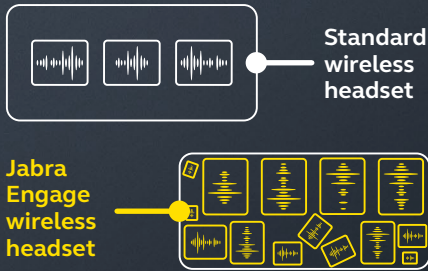 Standard
wireless
headset
Jabra
Engage
wireless
headset